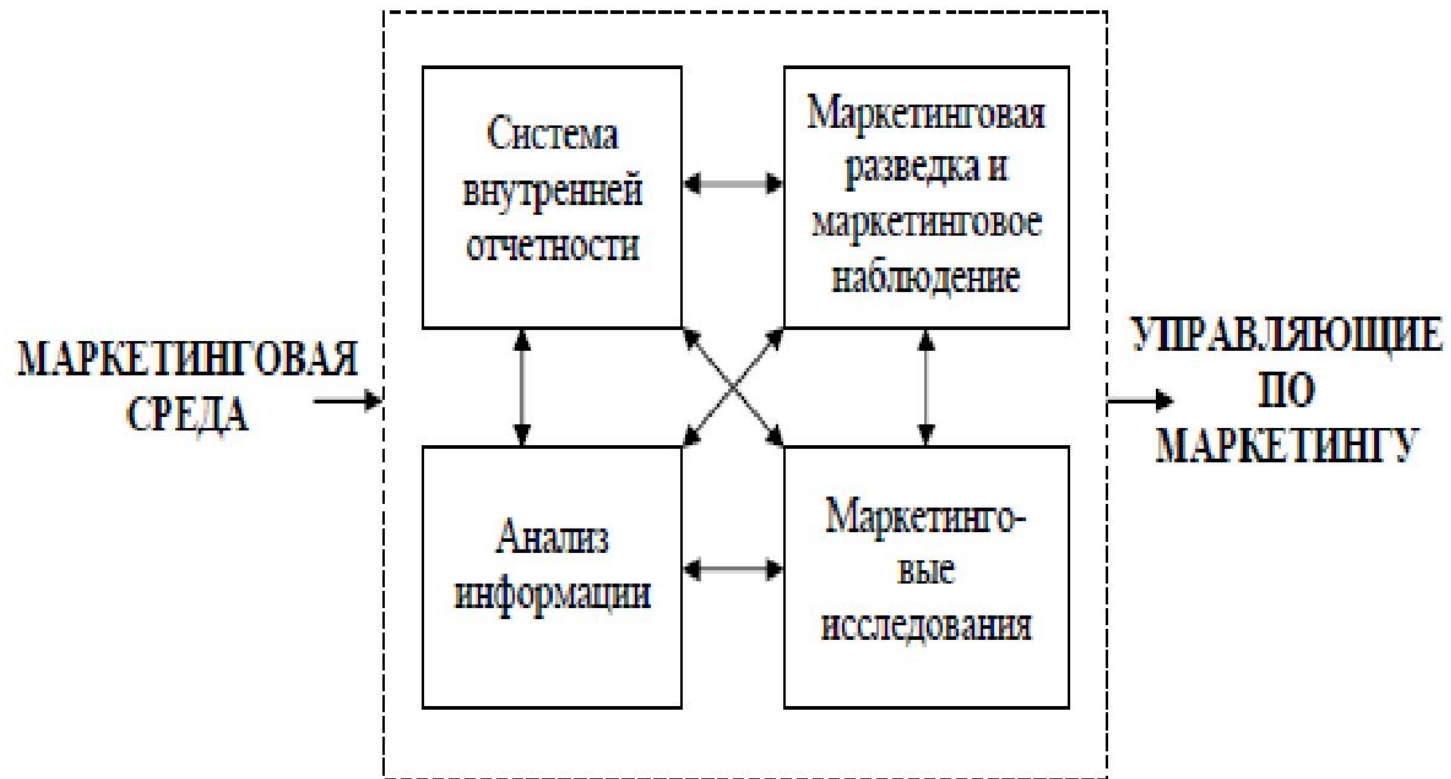 Система
внутренней
отчетности
Маркетинговая
разведка и
маркетинговое
наблюдение
МАРКЕТИНГОВАЯ
СРЕДА
УПРАВЛЯЮЩИЕ
ПО
МАРКЕТИНГУ
Анализ
информации
Маркетинго-
вые
исследования